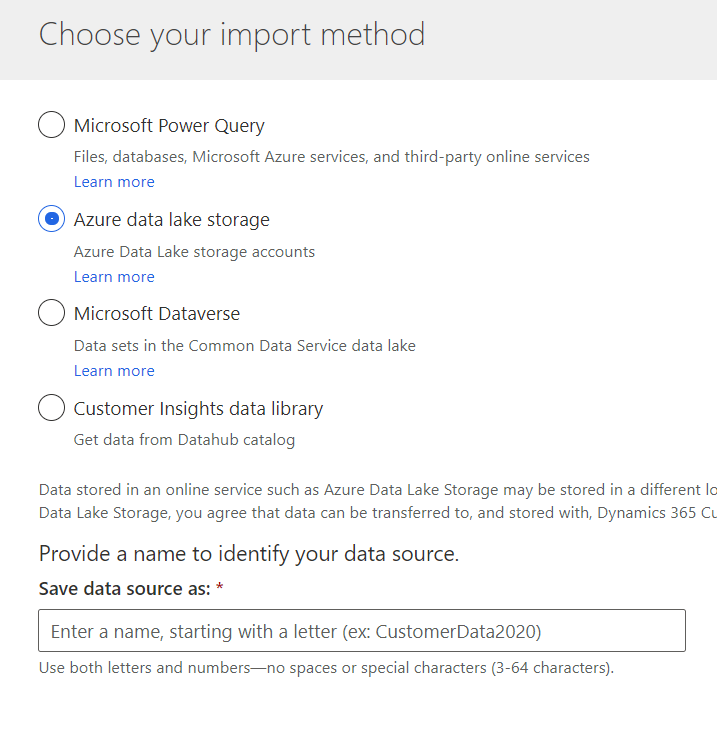 Choose your import method
Microsoft Power Query
Files, databases, Microsoft Azure services, and third-party online services
Learn more
Azure data lake storage
Azure Data Lake storage accounts
Learn more
Microsoft Dataverse
Data sets in the Common Data Service data lake
Learn more
Customer Insights data library
Get data from Datahub catalog
Data stored in an online service such as Azure Data Lake Storage may be stored in a different
Data Lake Storage, you agree that data can be transferred to, and stored with, Dynamics 365
Provide a name to identify your data source.
Save data source as: *
Enter a name, starting with a letter (ex: CustomerData2020)
Use both letters and numbers—no spaces or special characters (3-64 characters).